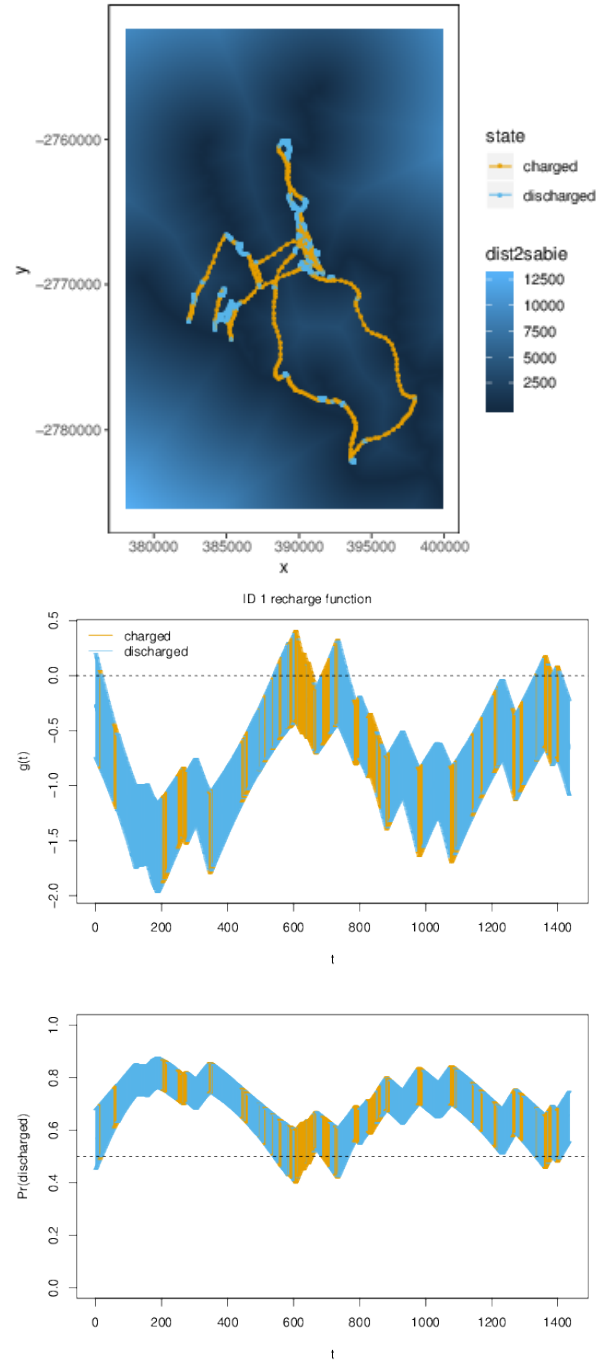 state
charged
discharged
dist2sabie
12500
10000
7500
5000
2500
−2760000
−2770000
−2780000
y
380000 385000 390000 395000 400000
x
ID 1 recharge function
charged
discharged
0.5
0.0
−0.5
−1.0
−1.5
−2.0
g(t)
0 200 400 600 800 1000 1200 1400
t
1.0
0.8
0.6
0.4
0.2
0.0
Pr(discharged)
0 200 400 600 800 1000 1200 1400
t